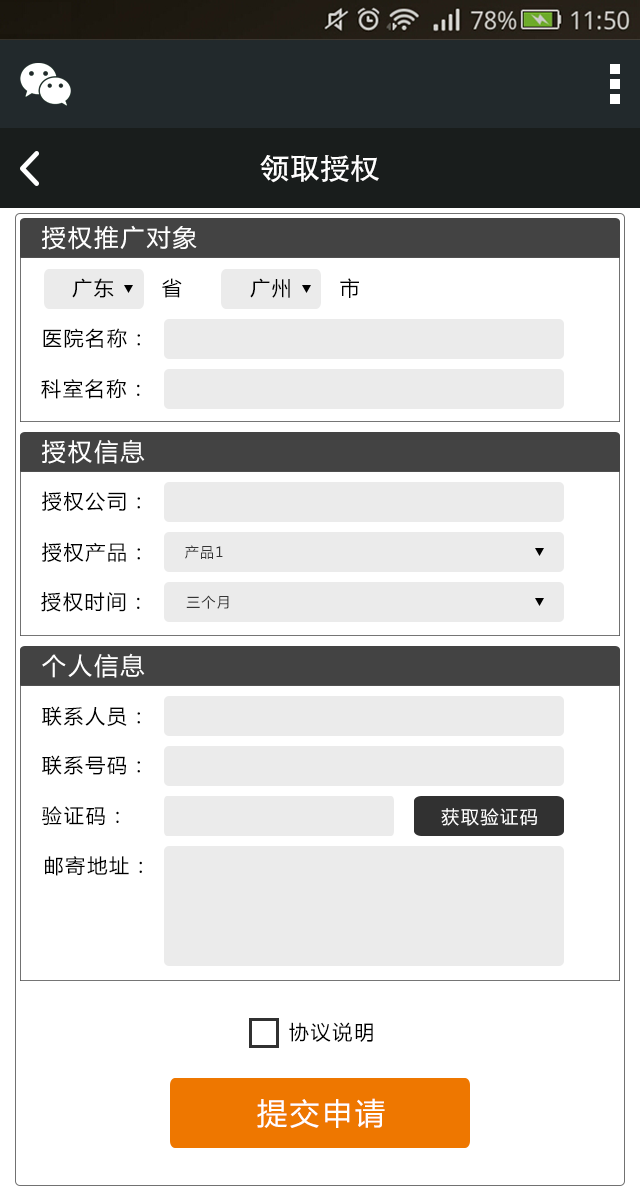 78% 11:50
领取授权
授权推广对象
广东 省 广州 市
医院名称：
科室名称：
授权信息
授权公司：
授权产品： 产品1
授权时间： 三个月
个人信息
联系人员：
联系号码：
验证码： 获取验证码
邮寄地址：
协议说明
提交申请